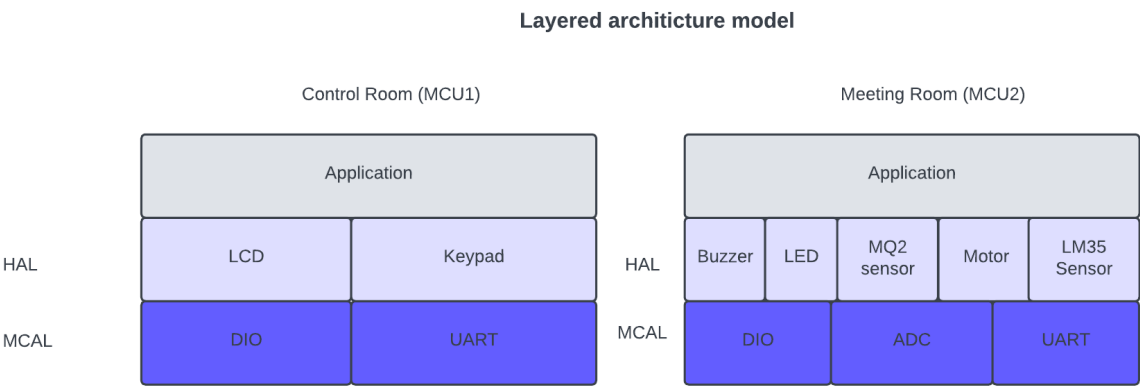 Layered architicture model
Control Room (MCU1)
Meeting Room (MCU2)
Application
Application
HAL
LCD
Keypad
HAL
Buzzer
LED
MQ2
sensor
Motor
LM35
Sensor
MCAL
DIO
UART
MCAL
DIO
ADC
UART